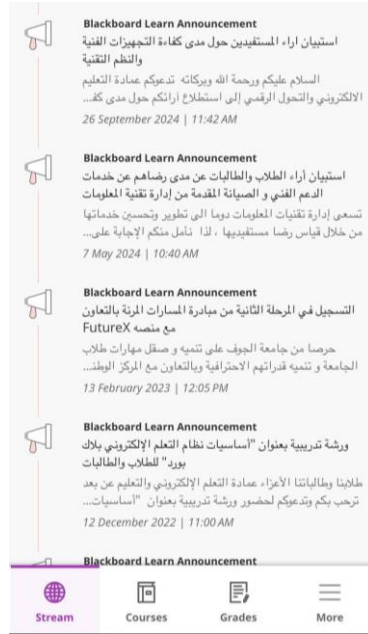 Blackboard Learn Announcement
استبيان اراء المستفيدين حول مدى كفاءة التجهيزات الفنية
والنظم التقنية
السلام عليكم ورحمة الله وبركاته تدعوكم عمادة التعليم
الالكتروني والتحول الرقمي إلى استطلاع آرائكم حول مدى كفـ...
26 September 2024 | 11:42 AM
Blackboard Learn Announcement
استبيان أراء الطلاب والطالبات عن مدى رضاهم عن خدمات
الدعم الفني و الصيانة المقدمة من إدارة تقنية المعلومات
تسعى إدارة تقنيات المعلومات دوما الى تطوير وتحسين خدماتها
من خلال قياس رضا مستفيديها ، لذا نأمل منكم الإجابة على...
7 May 2024 | 10:40 AM
Blackboard Learn Announcement
التسجيل في المرحلة الثانية من مبادرة المسارات المرنة بالتعاون
مع منصه FutureX
حرصا من جامعة الجوف على تنميه و صقل مهارات طلاب
الجامعة و تنميه قدراتهم الاحترافية وبالتعاون مع المركز الوطنـ...
13 February 2023 | 12:05 PM
Blackboard Learn Announcement
ورشة تدريبية بعنوان "أساسيات نظام التعلم الإلكتروني بلاك
بورد" للطلاب والطالبات
طلابنا وطالباتنا الأعزاء عمادة التعلم الإلكتروني والتعليم عن بعد
ترحب بكم وتدعوكم لحضور ورشة تدريبية بعنوان "أساسيات...
12 December 2022 | 11:00 AM
Blackboard Learn Announcement
Stream
Courses
Grades
More